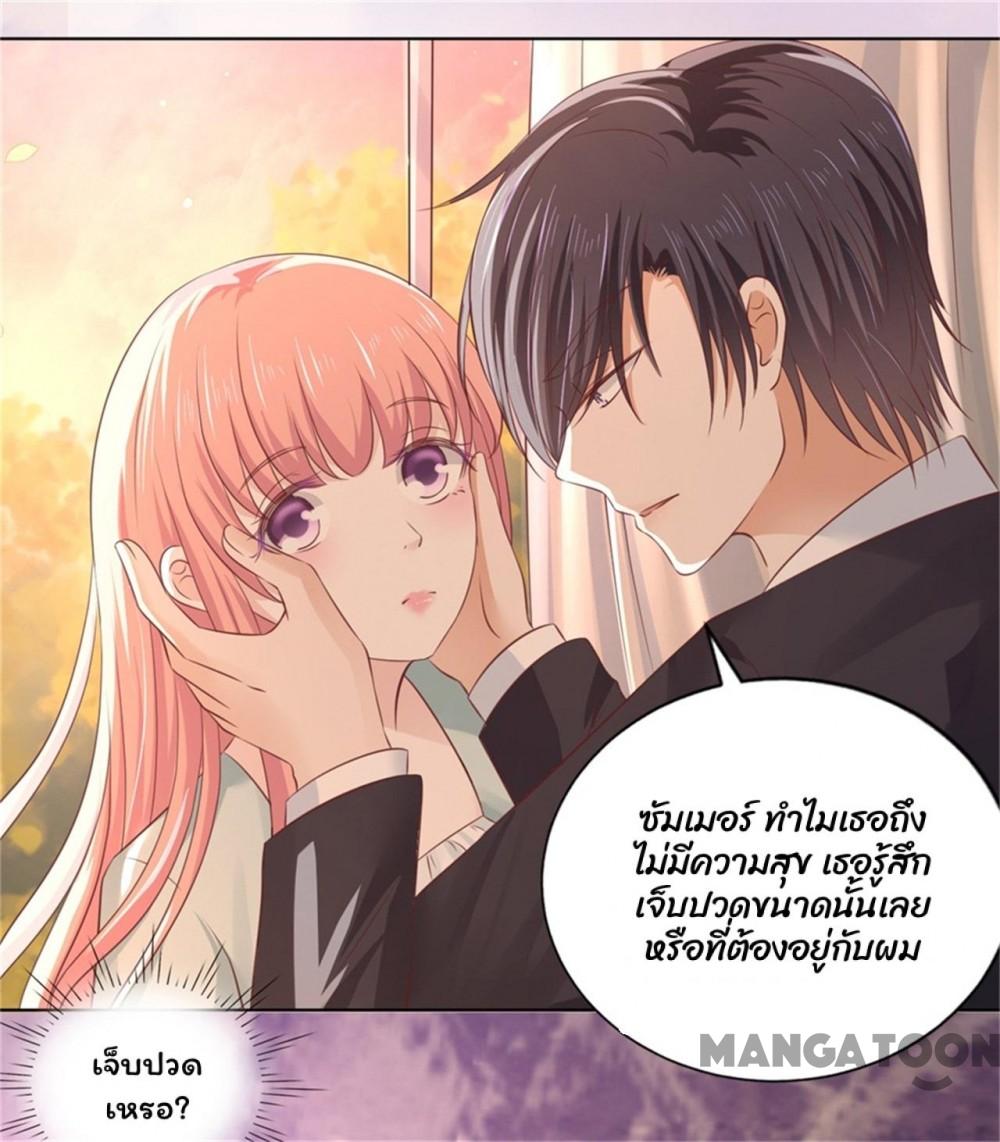 ซัมเมอร์ ทำไมเธอถึง
ไม่มีความสุข เธอรู้สึก
เจ็บปวดขนาดนั้นเลย
หรือที่ต้องอยู่กับผม
MANGATOON
เจ็บปวด
เหรอ?